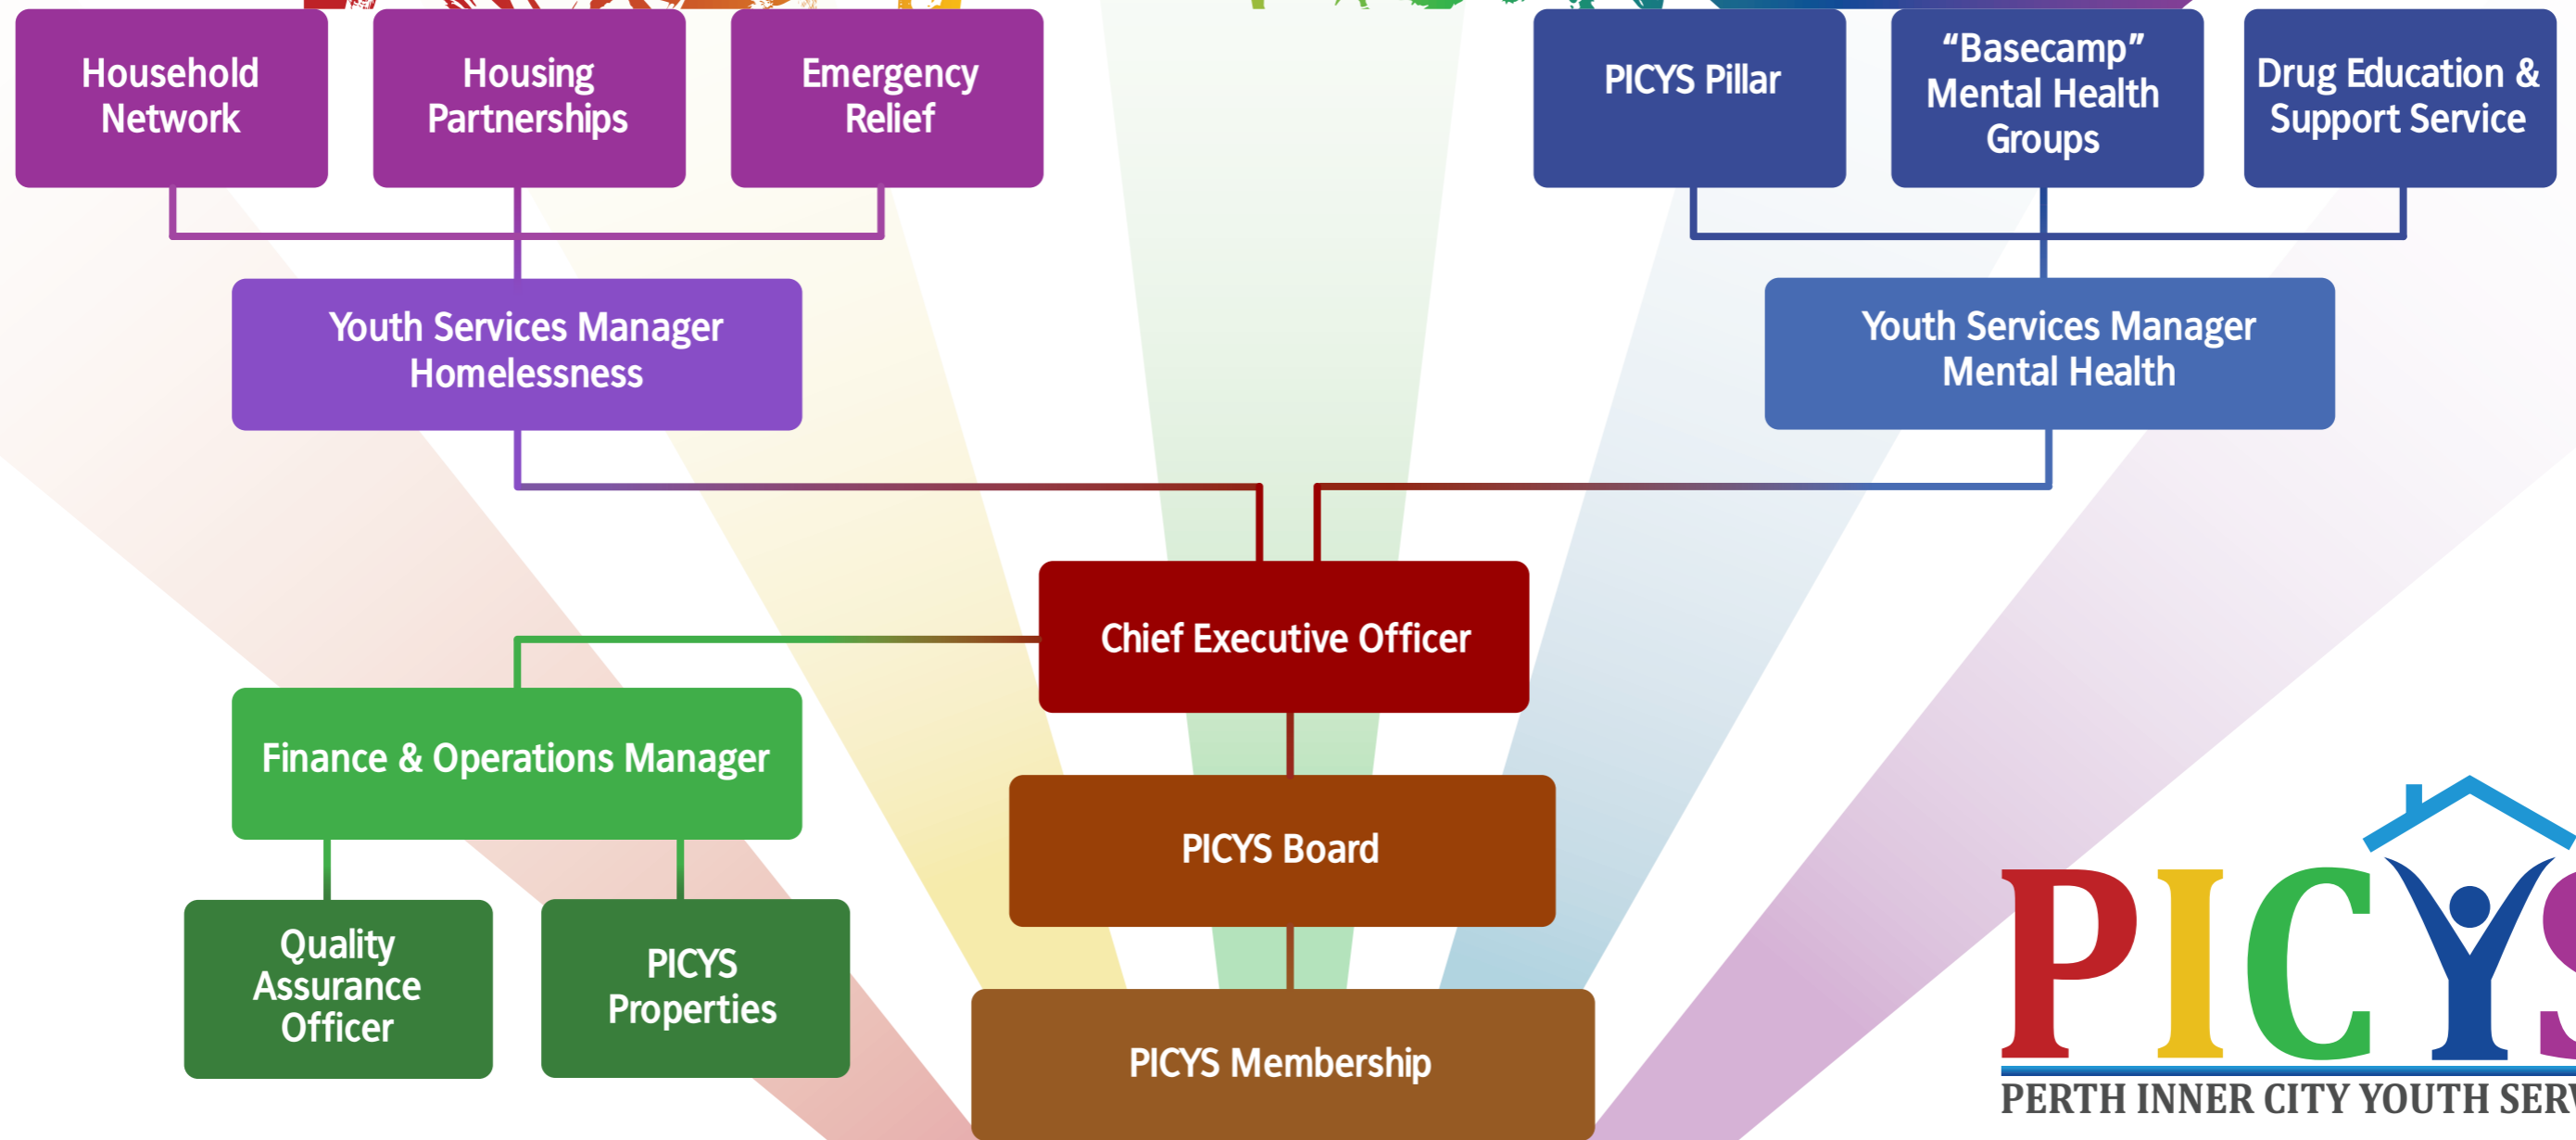 Household
Network
Housing
Partnerships
Emergency
Relief
PICYS Pillar
“Basecamp”
Mental Health
Groups
Drug Education &
Support Service
Youth Services Manager
Homelessness
Youth Services Manager
Mental Health
Chief Executive Officer
Finance & Operations Manager
PICYS Board
Quality
Assurance
Officer
PICYS
Properties
PICYS Membership
PICYS
PERTH INNER CITY YOUTH